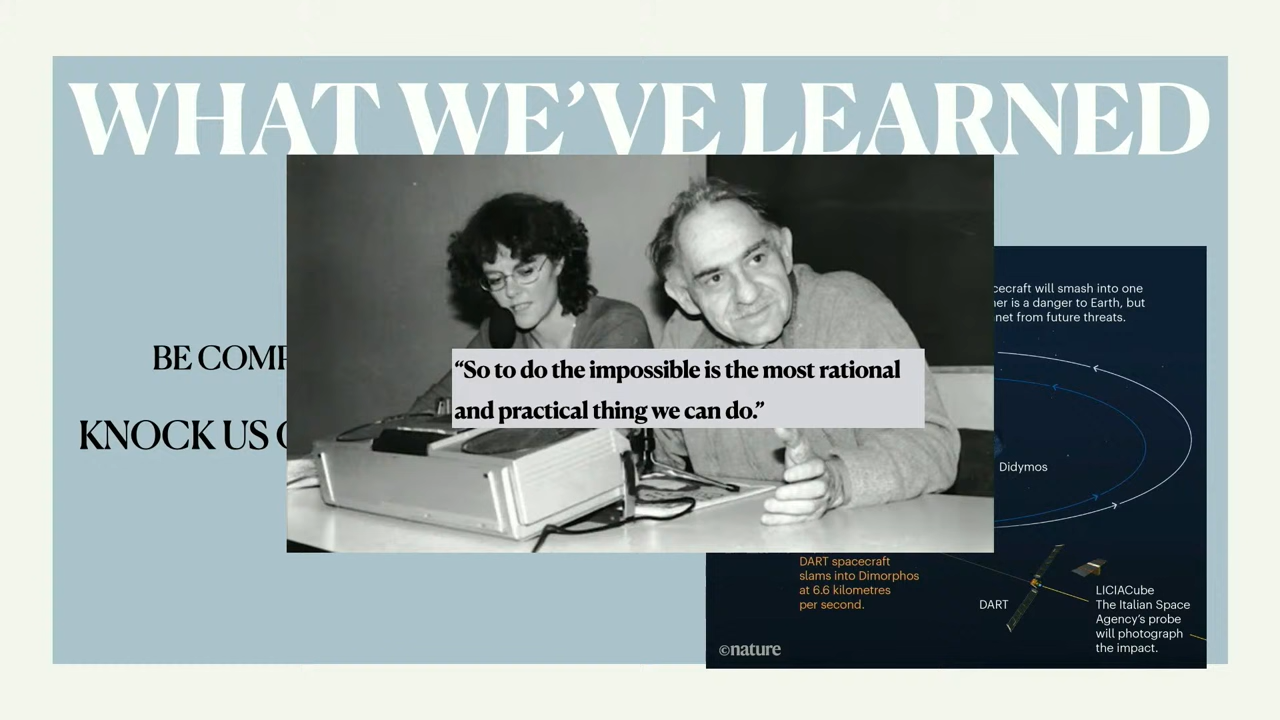 WHAT WE’VE LEARNED
BE COMP
KNOCK US
“So to do the impossible is the most rational
and practical thing we can do.”
cecraft will smash into one
er is a danger to Earth, but
net from future threats.
Didymos
DART spacecraft
slams into Dimorphos
at 6.6 kilometres
per second.
DART
LICIACube
The Italian Space
Agency’s probe
will photograph
the impact.
©nature